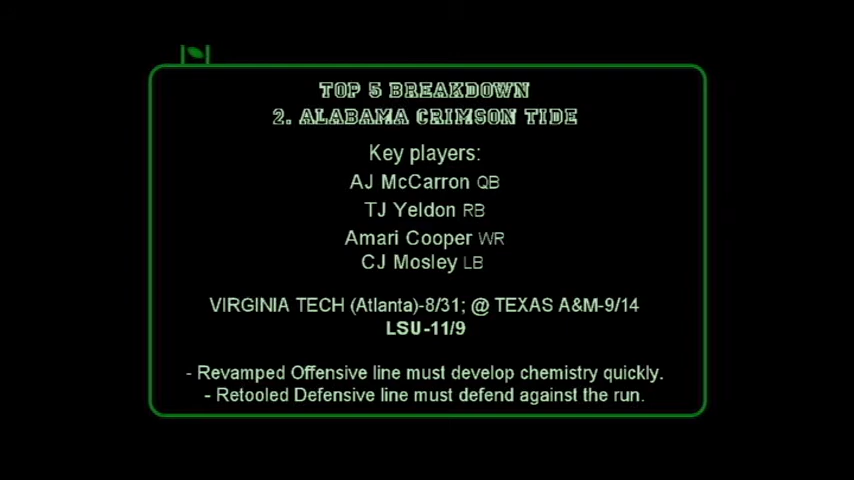 TOP 5 BREAKDOWN
2. ALABAMA CRIMSON TIDE
Key players:
AJ McCarron QB
TJ Yeldon RB
Amari Cooper WR
CJ Mosley LB
VIRGINIA TECH (Atlanta)-8/31; @ TEXAS A&M-9/14
LSU-11/9
- Revamped Offensive line must develop chemistry quickly.
- Retooled Defensive line must defend against the run.